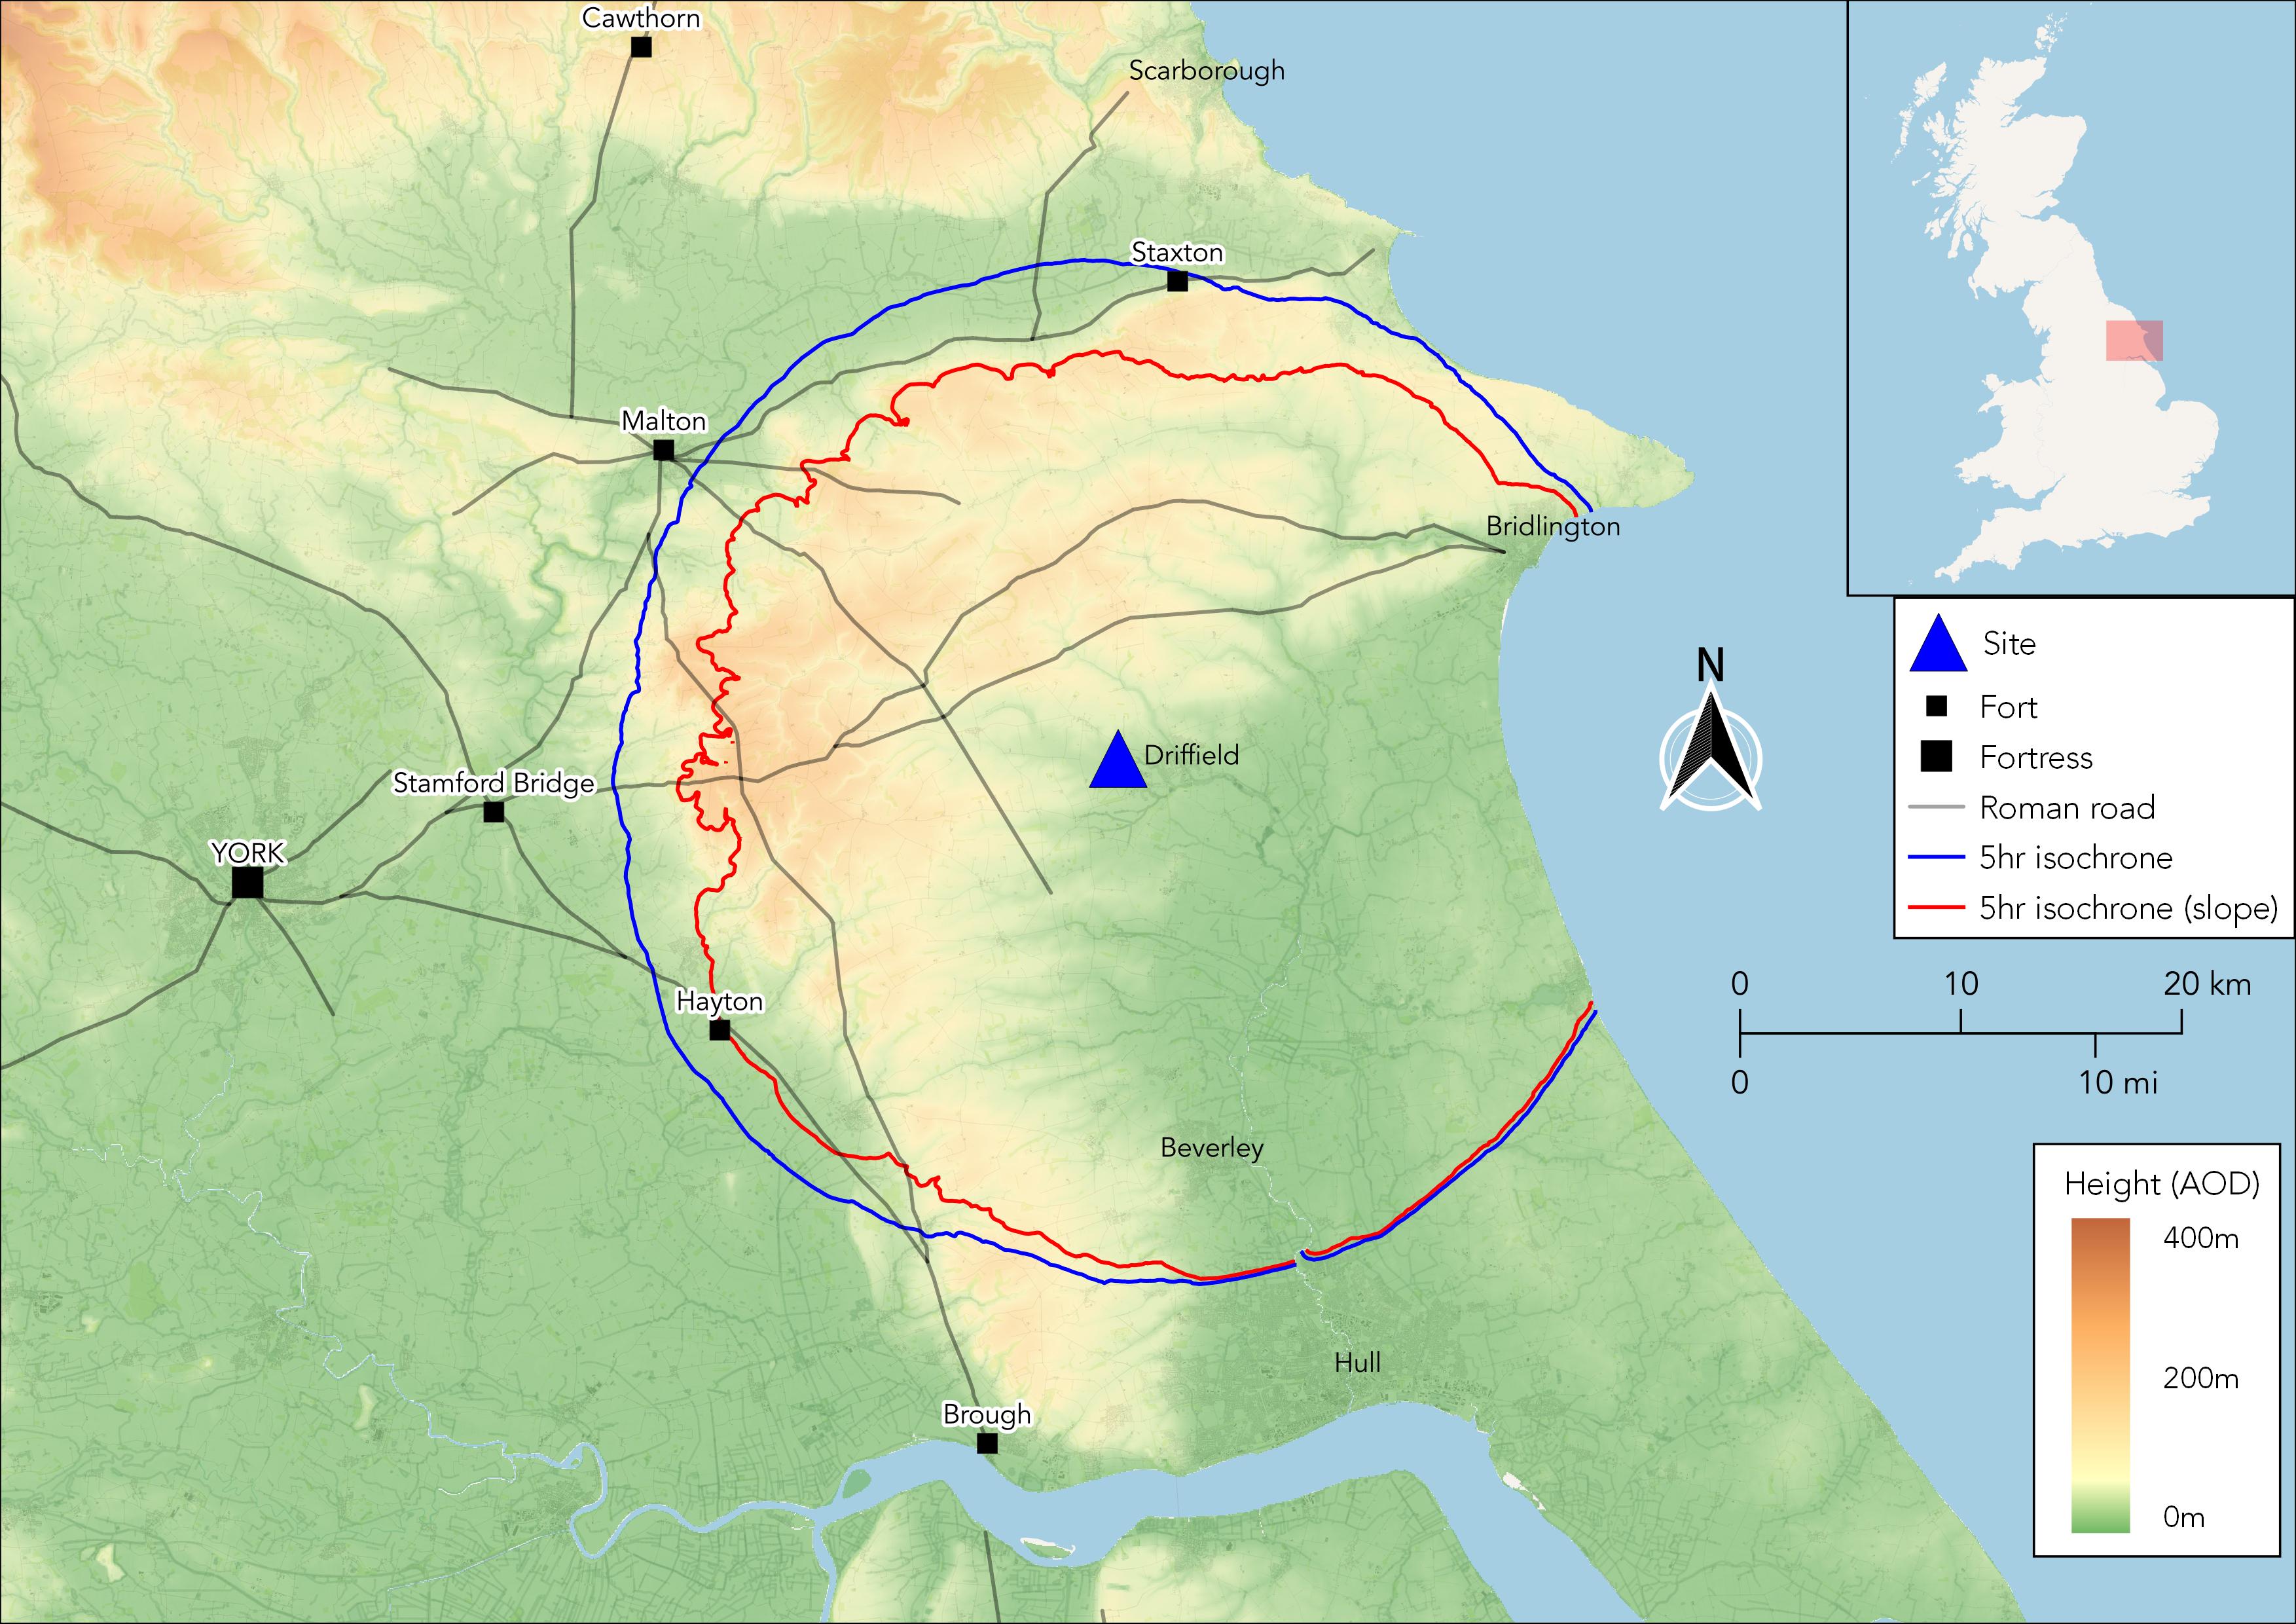 Cawthorn
Scarborough
Staxton
Malton
Bridlington
Stamford Bridge
Driffield
YORK
Hayton
Beverley
Hull
Brough
N
Site
Fort
Fortress
Roman road
5hr isochrone
5hr isochrone (slope)
0 10 20 km
0 10 mi
Height (AOD)
400m
200m
0m